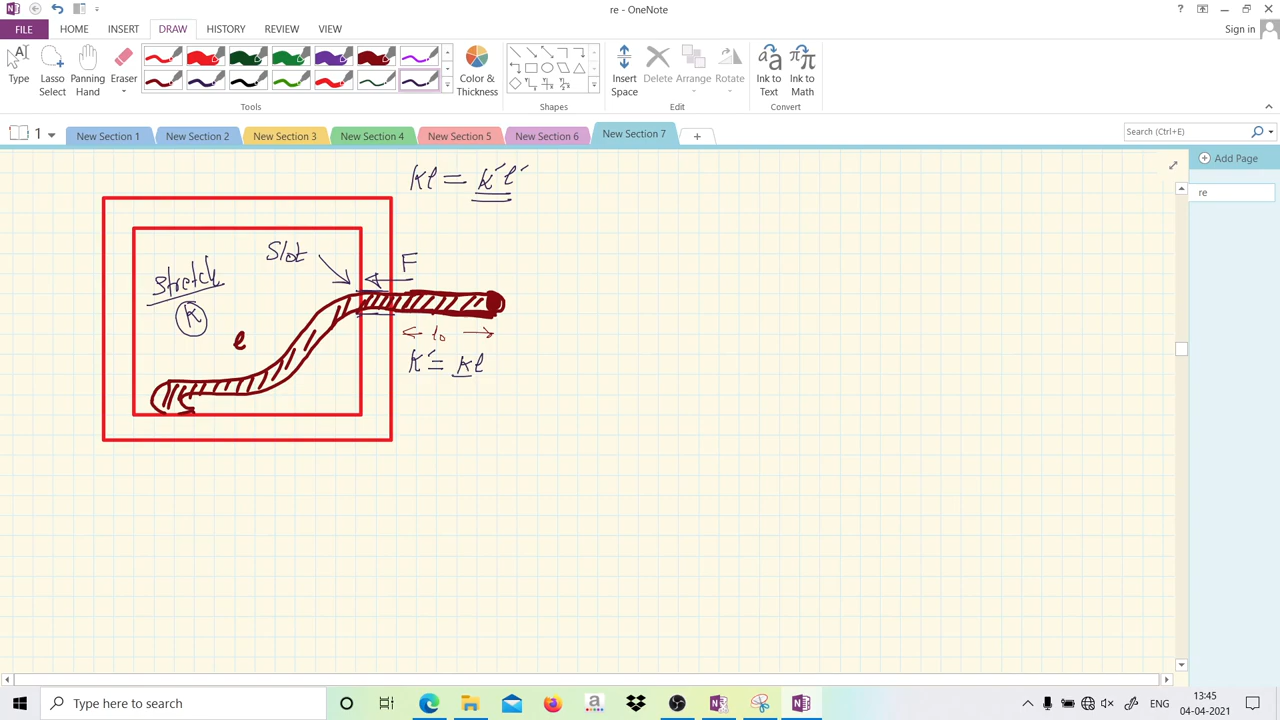 re - OneNote
? 
Sign in
FILE HOME INSERT DRAW HISTORY REVIEW VIEW
Type Lasso Select Panning Hand Eraser
Color & Thickness
Insert Space Delete Arrange Rotate
Ink to Text Ink to Math
Tools Shapes Edit Convert
1 New Section 1 New Section 2 New Section 3 New Section 4 New Section 5 New Section 6 New Section 7
Search (Ctrl+E)
Add Page
re
kl = k'l'
Slot
F
Stretch
K
l
l₀
K' = kl
Type here to search
a
ENG
13:45
04-04-2021